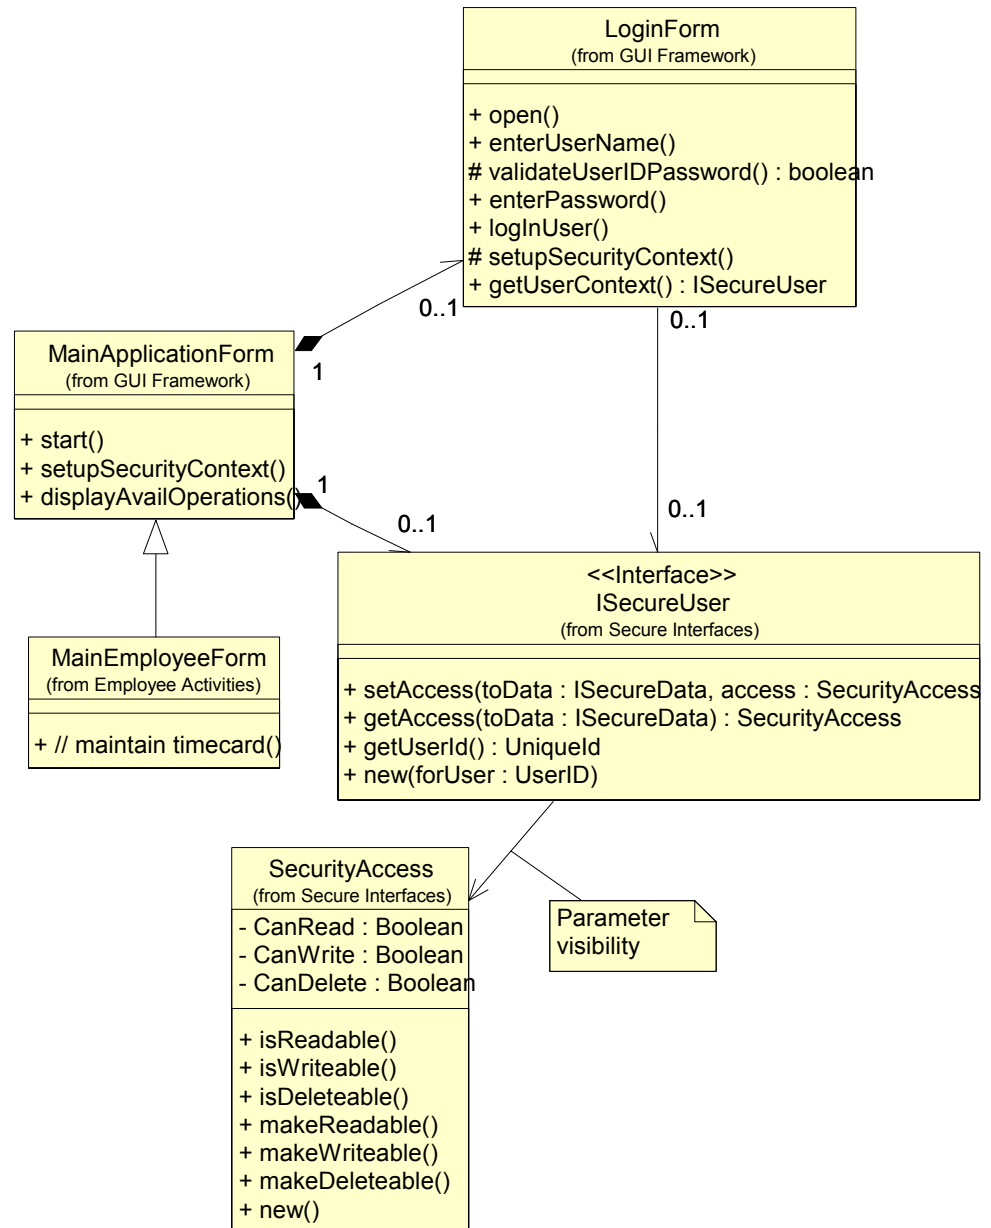 LoginForm
(from GUI Framework)
+ open()
+ enterUserName()
# validateUserIDPassword() : boolean
+ enterPassword()
+ logInUser()
# setupSecurityContext()
+ getUserContext() : ISecureUser
0..1
0..1
1
MainApplicationForm
(from GUI Framework)
+ start()
+ setupSecurityContext()
+ displayAvailOperations()
1
0..1
0..1
<<Interface>>
ISecureUser
(from Secure Interfaces)
+ setAccess(toData : ISecureData, access : SecurityAccess
+ getAccess(toData : ISecureData) : SecurityAccess
+ getUserId() : UniqueId
+ new(forUser : UserID)
MainEmployeeForm
(from Employee Activities)
+ // maintain timecard()
SecurityAccess
(from Secure Interfaces)
- CanRead : Boolean
- CanWrite : Boolean
- CanDelete : Boolean
+ isReadable()
+ isWriteable()
+ isDeleteable()
+ makeReadable()
+ makeWriteable()
+ makeDeleteable()
+ new()
Parameter
visibility